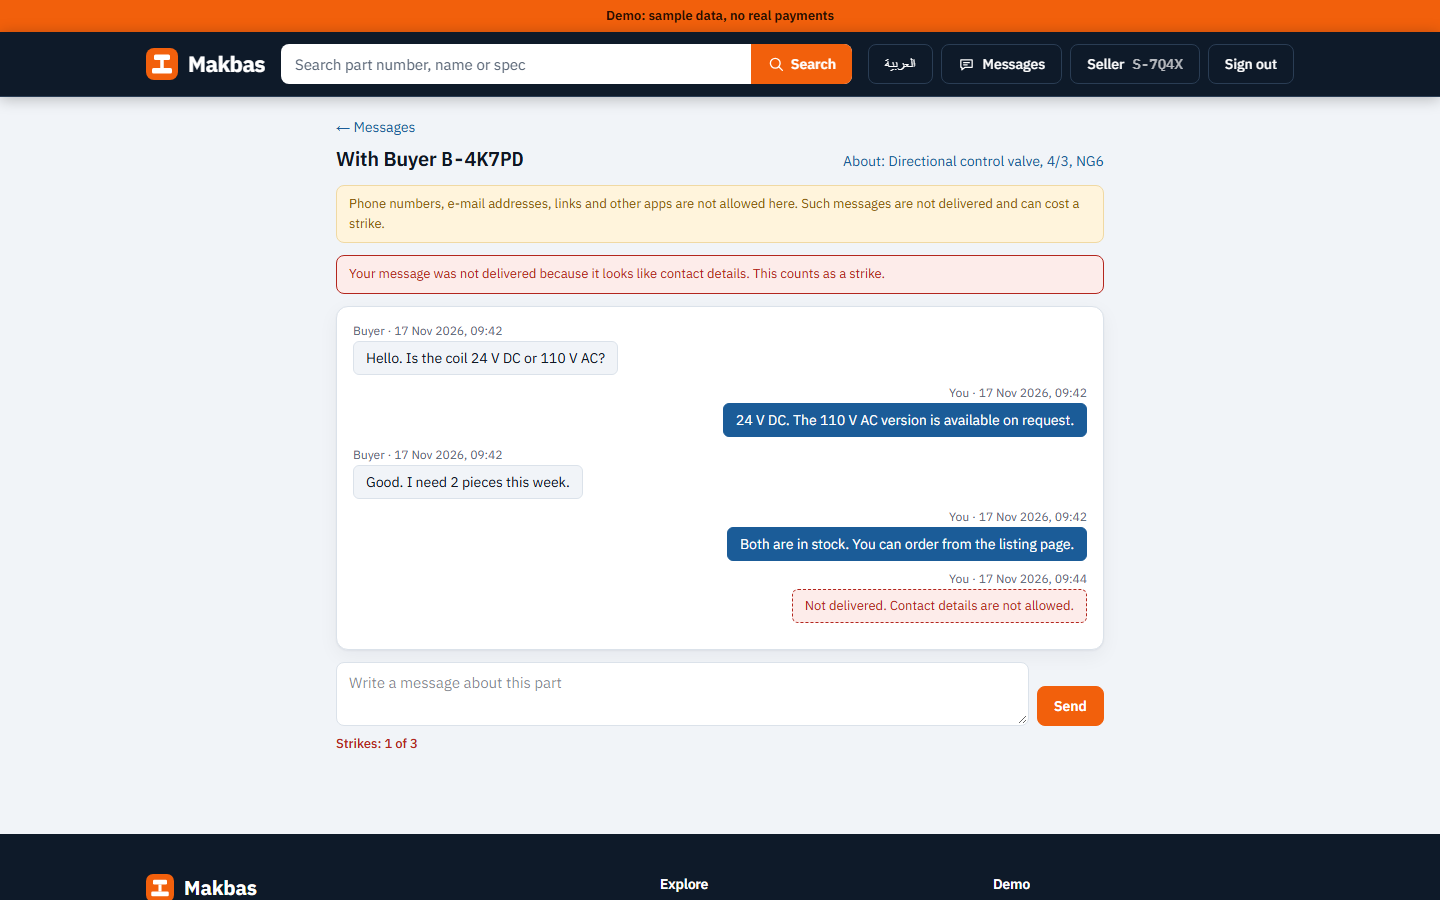 Demo: sample data, no real payments
Makbas
Search part number, name or spec
Search
العربية
Messages
Seller S-7Q4X
Sign out
← Messages
With Buyer B-4K7PD
About: Directional control valve, 4/3, NG6
Phone numbers, e-mail addresses, links and other apps are not allowed here. Such messages are not delivered and can cost a
strike.
Your message was not delivered because it looks like contact details. This counts as a strike.
Buyer · 17 Nov 2026, 09:42
Hello. Is the coil 24 V DC or 110 V AC?
You · 17 Nov 2026, 09:42
24 V DC. The 110 V AC version is available on request.
Buyer · 17 Nov 2026, 09:42
Good. I need 2 pieces this week.
You · 17 Nov 2026, 09:42
Both are in stock. You can order from the listing page.
You · 17 Nov 2026, 09:44
Not delivered. Contact details are not allowed.
Write a message about this part
Send
Strikes: 1 of 3
Makbas
Explore
Demo